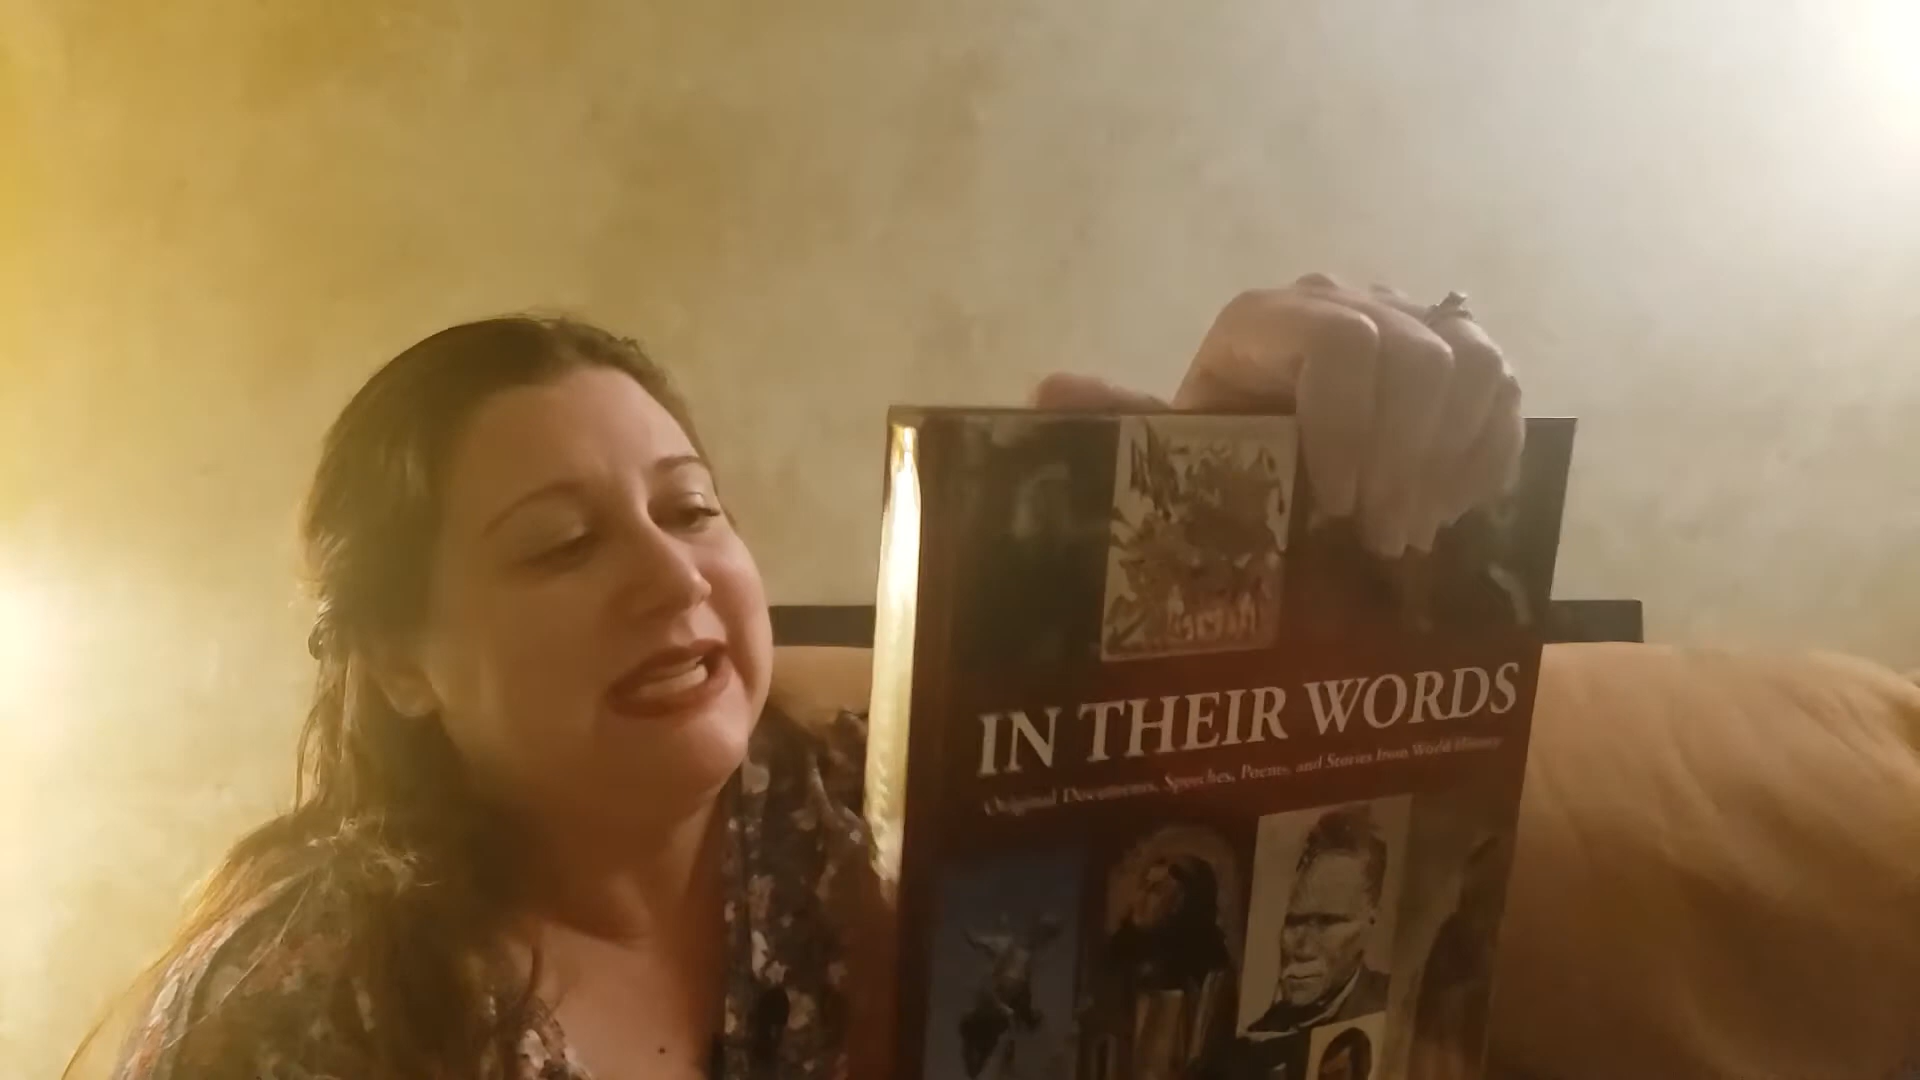 IN THEIR WORDS
Original Documents, Speeches, Poems, and Stories from World History